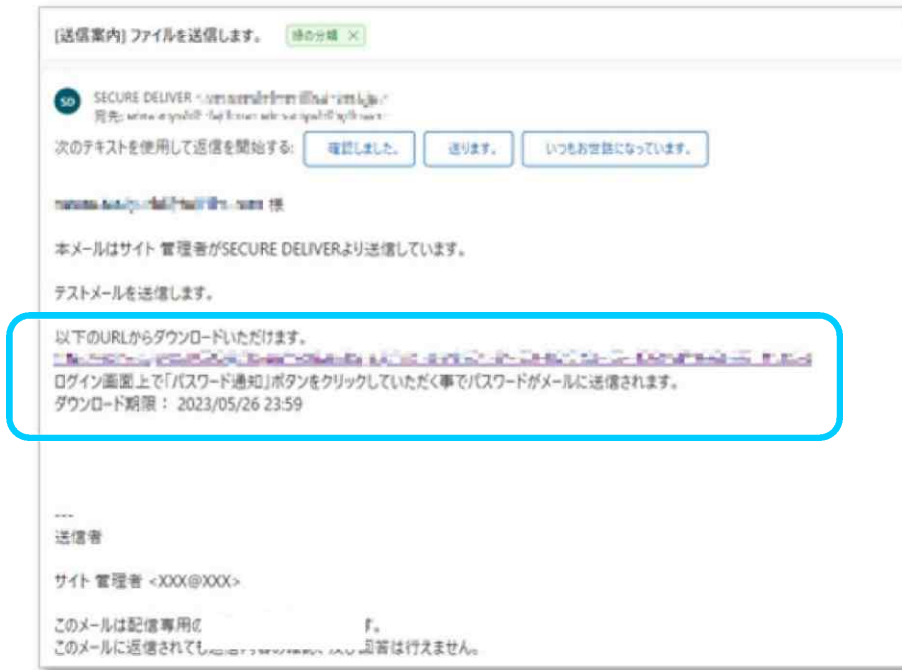 [送信案内] ファイルを送信します。 緑の分類 ×
SD SECURE DELIVER
宛先:
次のテキストを使用して返信を開始する: 確認しました。 送ります。 いつもお世話になっています。
様
本メールはサイト 管理者がSECURE DELIVERより送信しています。
テストメールを送信します。
以下のURLからダウンロードいただけます。
ログイン画面上で「パスワード通知」ボタンをクリックしていただく事でパスワードがメールに送信されます。
ダウンロード期限： 2023/05/26 23:59
---
送信者
サイト 管理者 <XXX@XXX>
このメールは配信専用の す。
このメールに返信されても 回答は行えません。